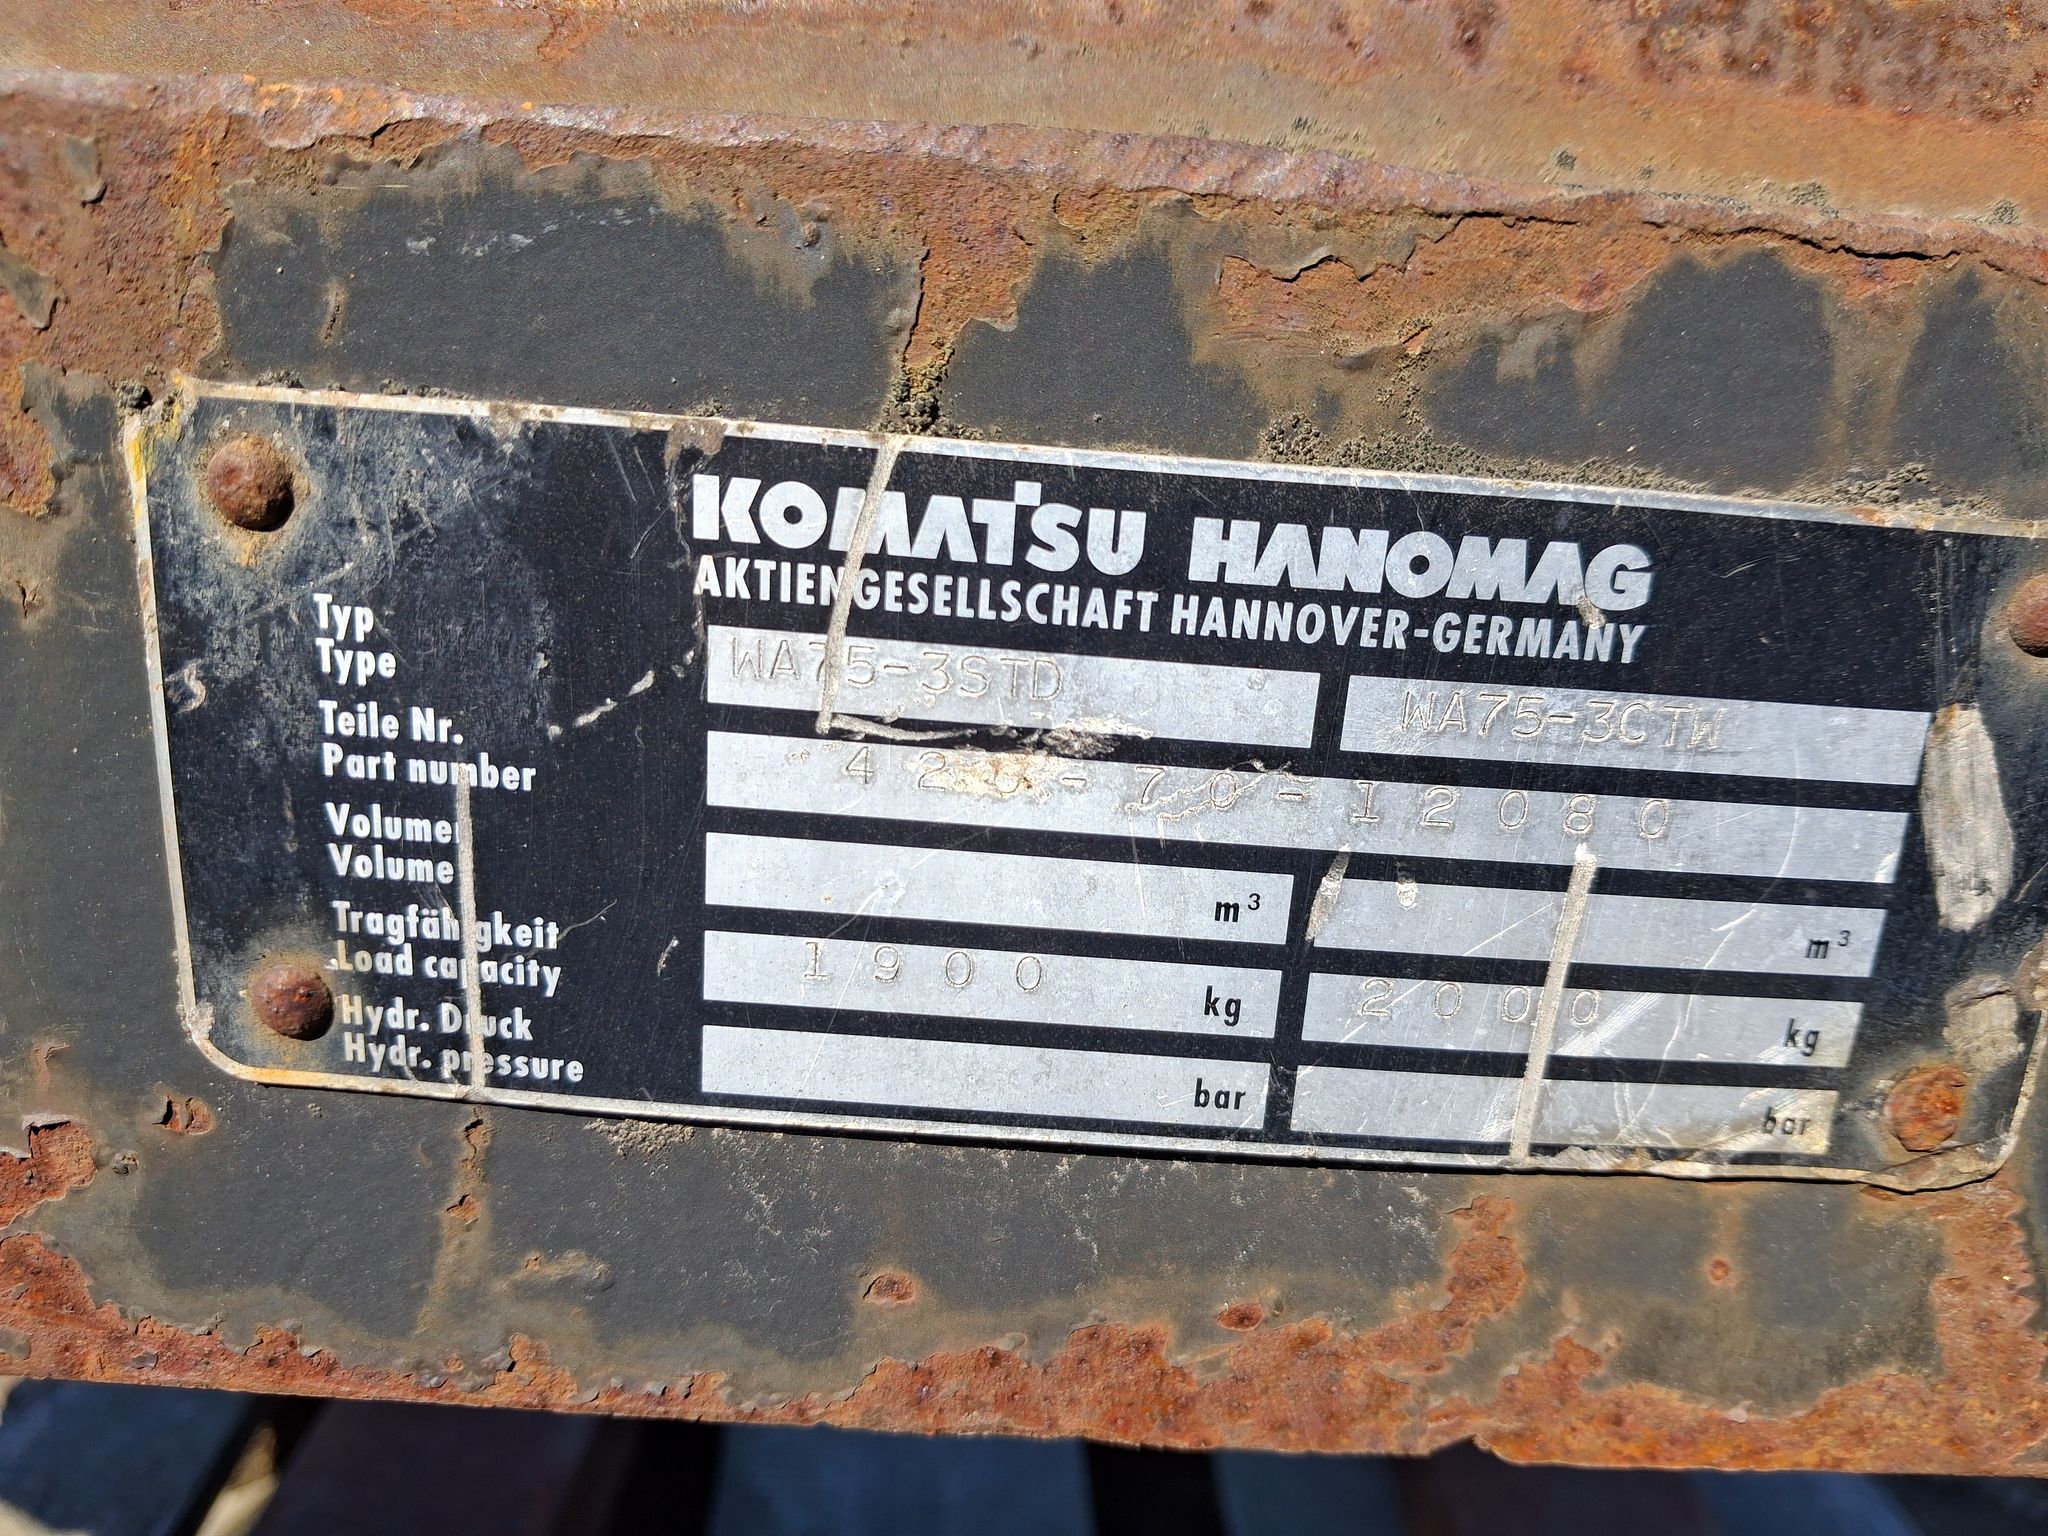 KOMATSU HANOMAG
AKTIENGESELLSCHAFT HANNOVER-GERMANY
Typ
Type
WA75-3STD WA75-3CTW
Teile Nr.
Part number
Volumen
Volume
m³ m³
Tragfähigkeit
Load capacity
1900 kg 2000 kg
Hydr. Druck
Hydr. pressure
bar bar